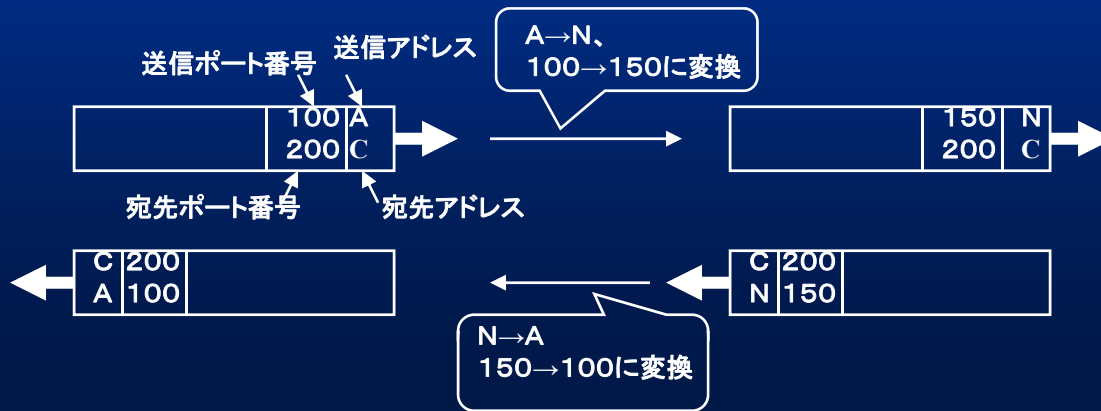 送信ポート番号
送信アドレス
A→N、
100→150に変換
100 A
200 C
150 N
200 C
宛先ポート番号
宛先アドレス
C 200
A 100
C 200
N 150
N→A
150→100に変換